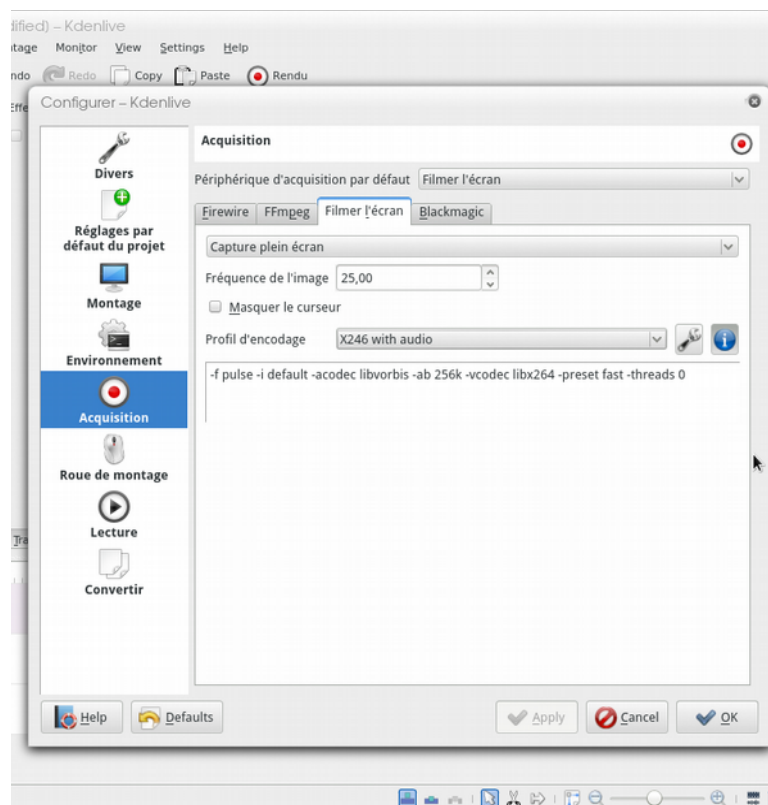 dified) – Kdenlive
ntage Monitor View Settings Help
ndo Redo Copy Paste Rendu
Effe
Configurer – Kdenlive
Divers
Réglages par
défaut du projet
Montage
Environnement
Acquisition
Roue de montage
Lecture
Convertir
Acquisition
Périphérique d'acquisition par défaut Filmer l'écran
Firewire FFmpeg Filmer l'écran Blackmagic
Capture plein écran
Fréquence de l'image 25,00
Masquer le curseur
Profil d'encodage X246 with audio
-f pulse -i default -acodec libvorbis -ab 256k -vcodec libx264 -preset fast -threads 0
Tra
Help Defaults Apply Cancel OK